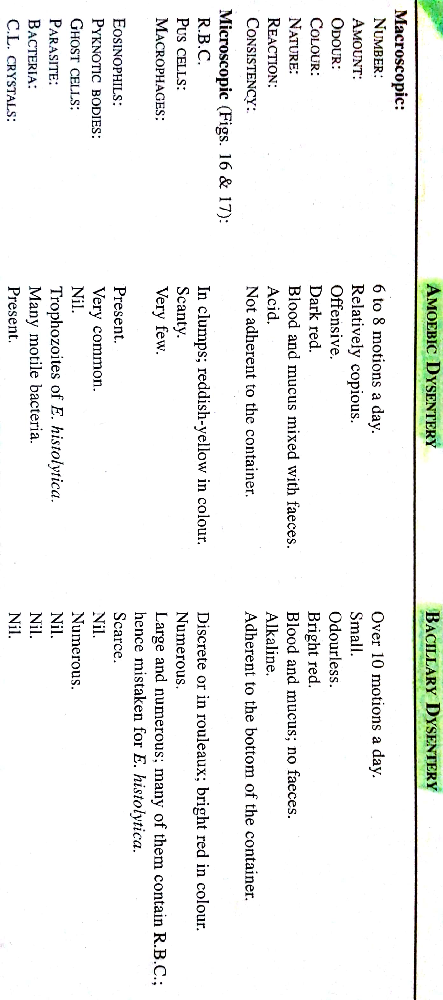 AMOEBIC DYSENTERY BACILLARY DYSENTERY
Macroscopic:
NUMBER: 6 to 8 motions a day. Over 10 motions a day.
AMOUNT: Relatively copious. Small.
ODOUR: Offensive. Odourless.
COLOUR: Dark red. Bright red.
NATURE: Blood and mucus mixed with faeces. Blood and mucus; no faeces.
REACTION: Acid. Alkaline.
CONSISTENCY: Not adherent to the container. Adherent to the bottom of the container.
Microscopic (Figs. 16 & 17):
R.B.C. In clumps; reddish-yellow in colour. Discrete or in rouleaux; bright red in colour.
PUS CELLS: Scanty. Numerous.
MACROPHAGES: Very few. Large and numerous; many of them contain R.B.C.;
hence mistaken for E. histolytica.
EOSINOPHILS: Present. Scarce.
PYKNOTIC BODIES: Very common. Nil.
GHOST CELLS: Nil. Numerous.
PARASITE: Trophozoites of E. histolytica. Nil.
BACTERIA: Many motile bacteria. Nil.
C.L. CRYSTALS: Present. Nil.